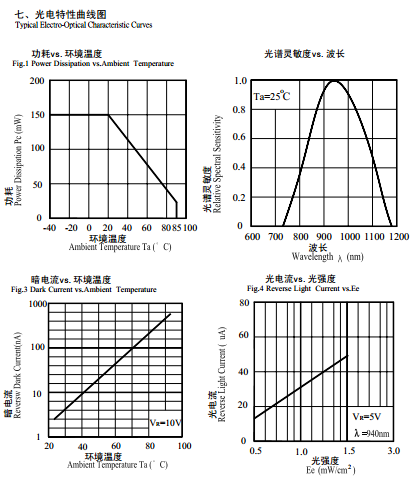 七、光电特性曲线图
Typical Electro-Optical Characteristic Curves
功耗vs. 环境温度
Fig.1 Power Dissipation vs.Ambient Temperature
200
150
100
50
0
功耗
Power Dissipation Pc (mW)
-40 -20 0 20 40 60 80 85 100
环境温度
Ambient Temperature Ta ( ° C)
光谱灵敏度vs. 波长
1.0
0.8
0.6
0.4
0.2
0
光谱灵敏度
Relative Spectral Sensitivity
Ta=25°C
600 700 800 900 1000 1100 1200
波长
Wavelength λ (nm)
暗电流vs. 环境温度
Fig.3 Dark Current vs.Ambient Temperature
1000
100
10
1
暗电流
Reversw Dark Current(nA)
VR=10V
20 40 60 80 100
环境温度
Ambient Temperature Ta ( ° C)
光电流vs. 光强度
Fig.4 Reverse Light Current vs.Ee
80
60
40
20
0
光电流
Reverse Light Current ( uA)
VR=5V
λ =940nm
0.5 1.0 1.5 3.0
光强度
Ee (mW/cm²)